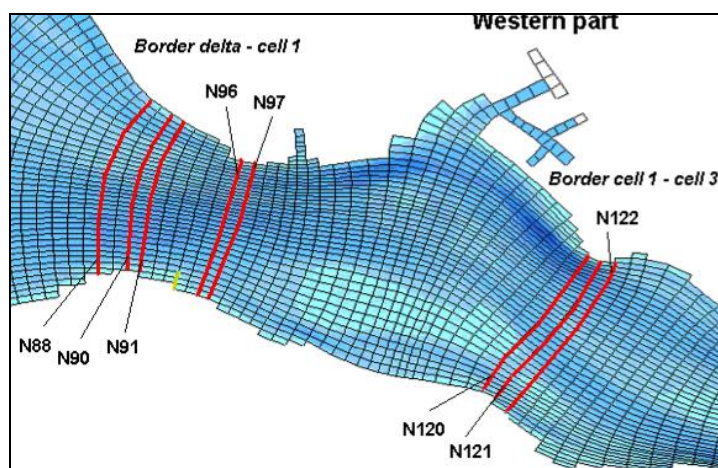 Western part
Border delta - cell 1
N96
N97
Border cell 1 - cell 3
N122
N88
N90
N91
N120
N121